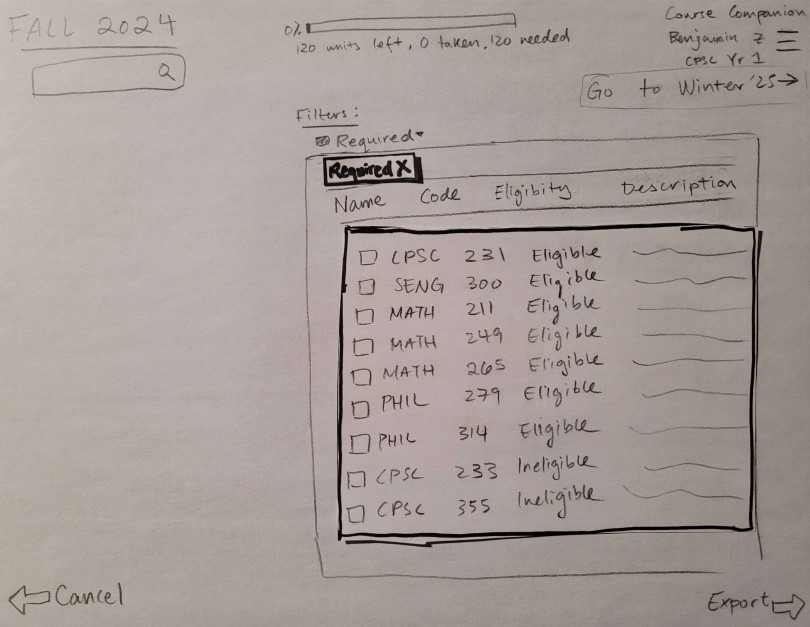 FALL 2024
0%
120 units left, 0 taken, 120 needed
Course Companion
Benjamin Z
CPSC Yr 1
Go to Winter '25
Filters:
Required
Required X
Name Code Eligibity Description
CPSC 231 Eligible
SENG 300 Eligible
MATH 211 Eligible
MATH 249 Eligible
MATH 265 Eligible
PHIL 279 Eligible
PHIL 314 Eligible
CPSC 233 Ineligible
CPSC 355 Ineligible
Cancel
Export